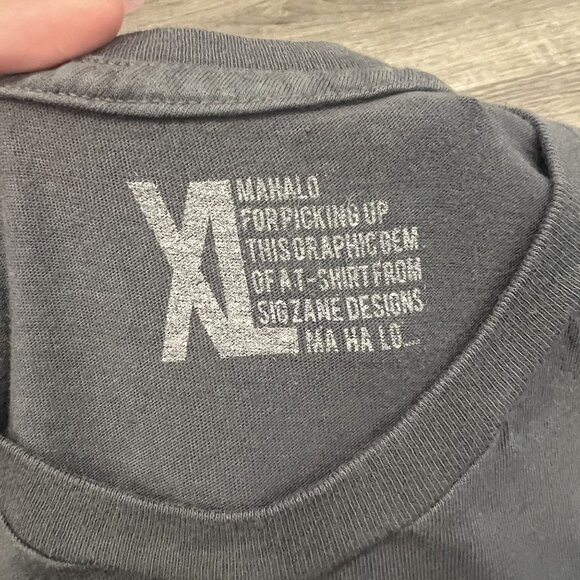 XL
MAHALO
FOR PICKING UP
THIS GRAPHIC GEM
OF A T-SHIRT FROM
SIG ZANE DESIGNS
MA HA LO....